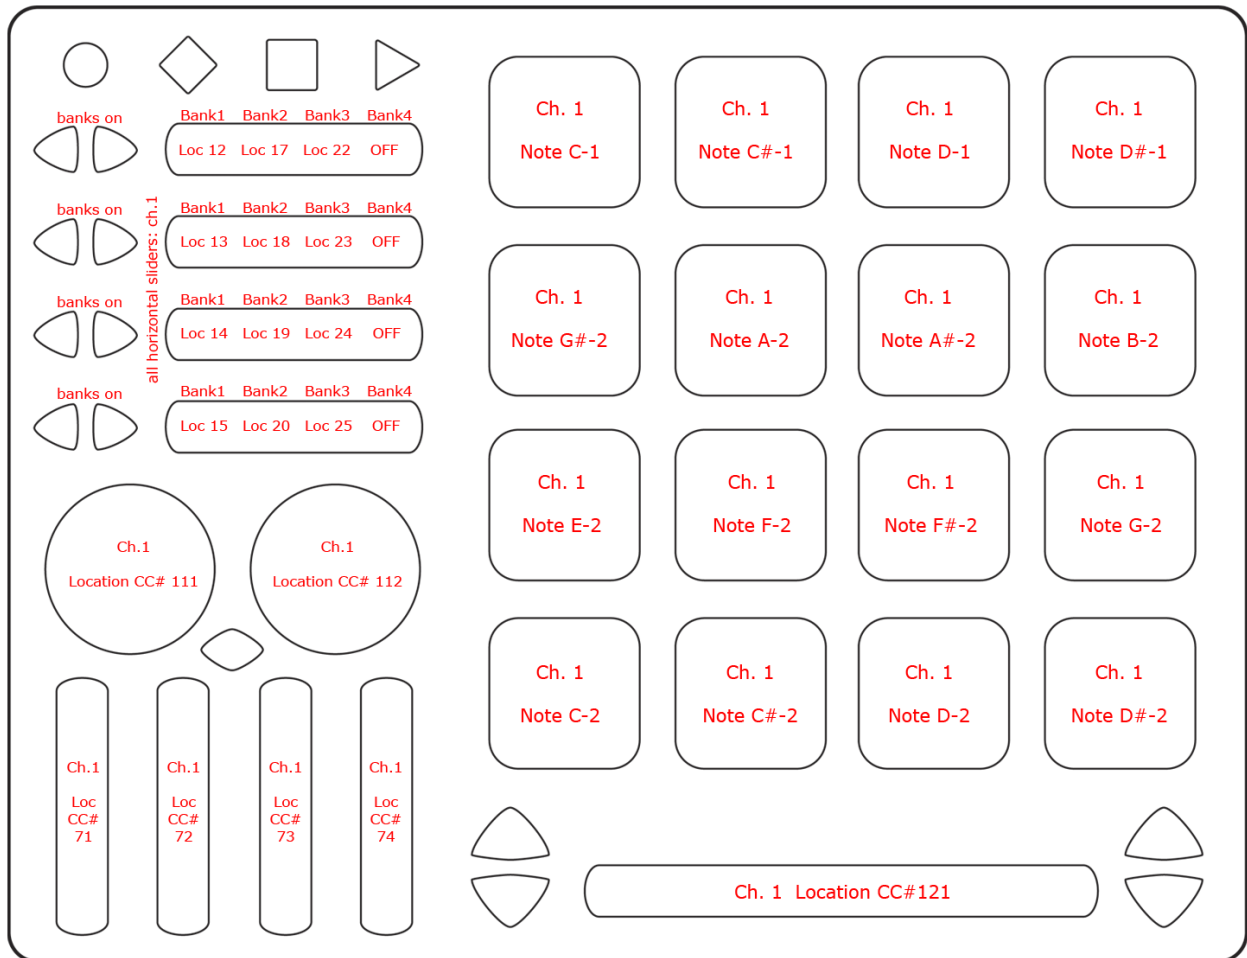 banks on
Bank1 Bank2 Bank3 Bank4
Loc 12 Loc 17 Loc 22 OFF
banks on
Bank1 Bank2 Bank3 Bank4
Loc 13 Loc 18 Loc 23 OFF
all horizontal sliders: ch.1
banks on
Bank1 Bank2 Bank3 Bank4
Loc 14 Loc 19 Loc 24 OFF
banks on
Bank1 Bank2 Bank3 Bank4
Loc 15 Loc 20 Loc 25 OFF
Ch.1
Location CC# 111
Ch.1
Location CC# 112
Ch.1
Loc
CC#
71
Ch.1
Loc
CC#
72
Ch.1
Loc
CC#
73
Ch.1
Loc
CC#
74
Ch. 1
Note C-1
Ch. 1
Note C#-1
Ch. 1
Note D-1
Ch. 1
Note D#-1
Ch. 1
Note G#-2
Ch. 1
Note A-2
Ch. 1
Note A#-2
Ch. 1
Note B-2
Ch. 1
Note E-2
Ch. 1
Note F-2
Ch. 1
Note F#-2
Ch. 1
Note G-2
Ch. 1
Note C-2
Ch. 1
Note C#-2
Ch. 1
Note D-2
Ch. 1
Note D#-2
Ch. 1 Location CC#121